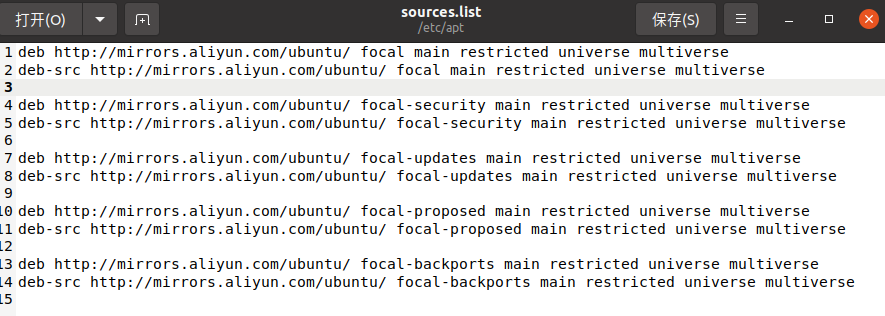 打开(O) sources.list 保存(S)
/etc/apt
1 deb http://mirrors.aliyun.com/ubuntu/ focal main restricted universe multiverse
2 deb-src http://mirrors.aliyun.com/ubuntu/ focal main restricted universe multiverse
3
4 deb http://mirrors.aliyun.com/ubuntu/ focal-security main restricted universe multiverse
5 deb-src http://mirrors.aliyun.com/ubuntu/ focal-security main restricted universe multiverse
6
7 deb http://mirrors.aliyun.com/ubuntu/ focal-updates main restricted universe multiverse
8 deb-src http://mirrors.aliyun.com/ubuntu/ focal-updates main restricted universe multiverse
9
10 deb http://mirrors.aliyun.com/ubuntu/ focal-proposed main restricted universe multiverse
11 deb-src http://mirrors.aliyun.com/ubuntu/ focal-proposed main restricted universe multiverse
12
13 deb http://mirrors.aliyun.com/ubuntu/ focal-backports main restricted universe multiverse
14 deb-src http://mirrors.aliyun.com/ubuntu/ focal-backports main restricted universe multiverse
15